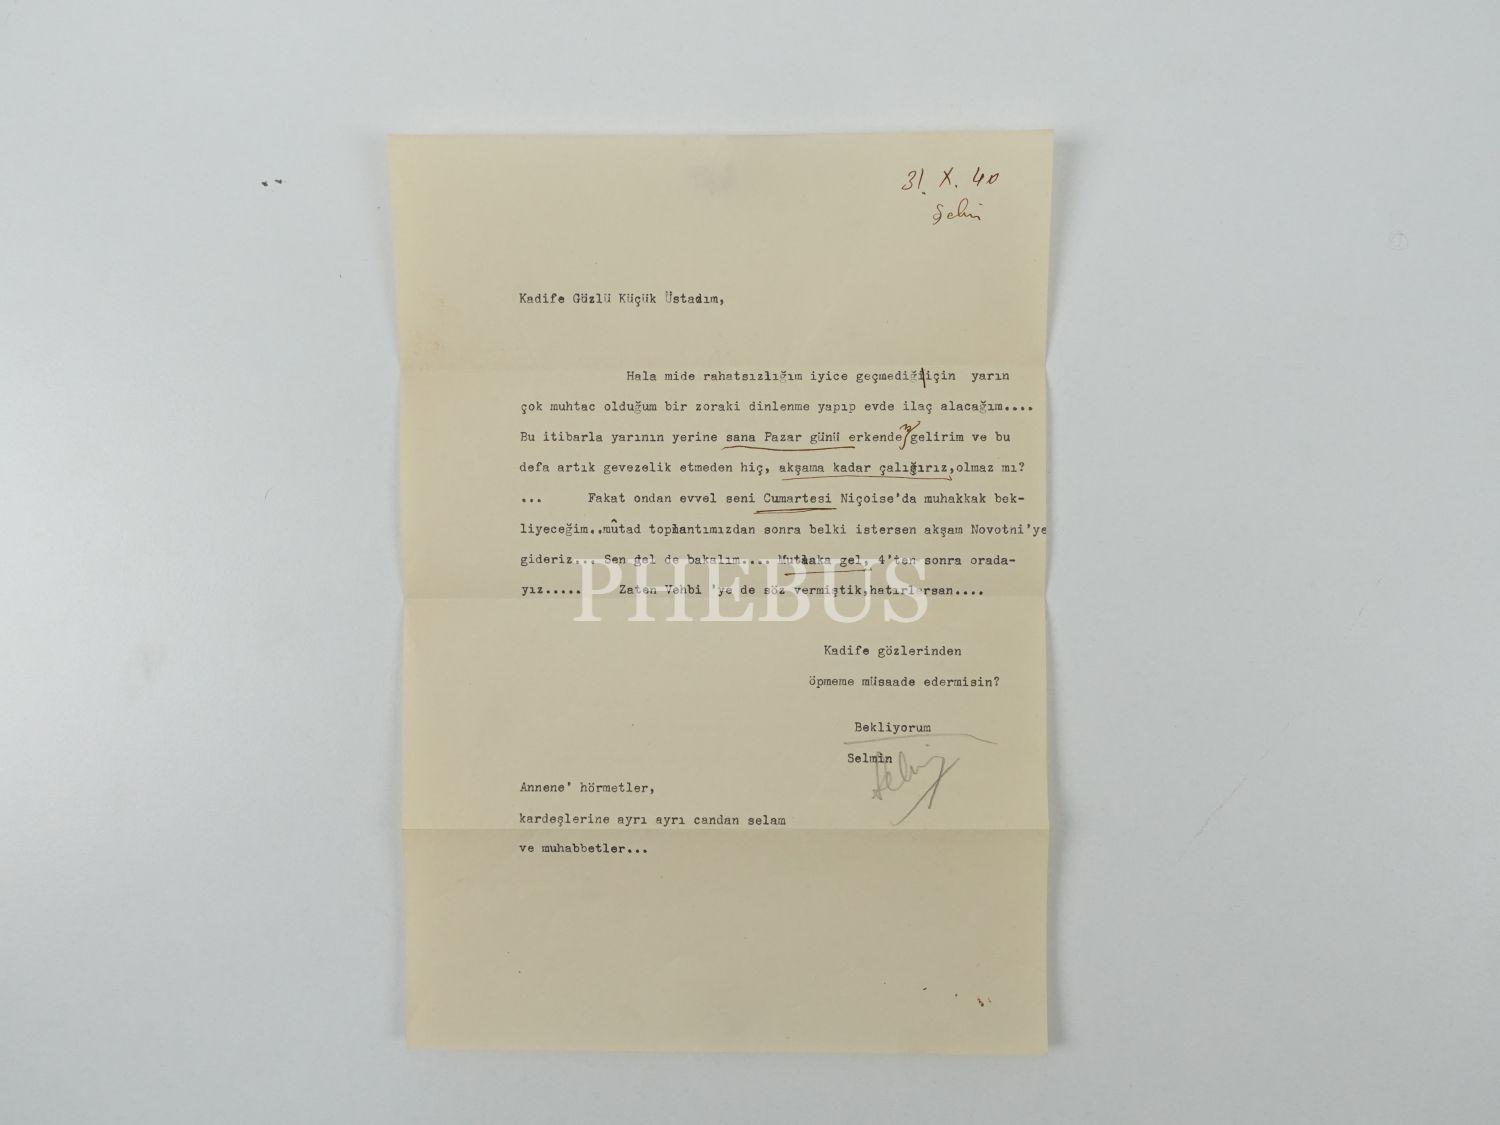 31. X. 40
Kadife Gözlü Küçük Üstadım,
Hala mide rahatsızlığım iyice geçmediği için yarın
çok muhtac olduğum bir zoraki dinlenme yapıp evde ilaç alacağım....
Bu itibarla yarının yerine sana Pazar günü erkenden gelirim ve bu
defa artık gevezelik etmeden hiç, akşama kadar çalığırız,olmaz mı?
... Fakat ondan evvel seni Cumartesi Niçoise'da muhakkak bek-
liyeceğim..mûtad toplantımızdan sonra belki istersen akşam Novotni'ye
gideriz... Sen gel de bakalım.... Mutlaka gel, 4'ten sonra orada-
yız..... Zaten Vehbi 'ye de söz vermiştik,hatırlarsan....
PHEBUS
Kadife gözlerinden
öpmeme müsaade edermisin?
Bekliyorum
Selmin
Annene' hörmetler,
kardeşlerine ayrı ayrı candan selam
ve muhabbetler...